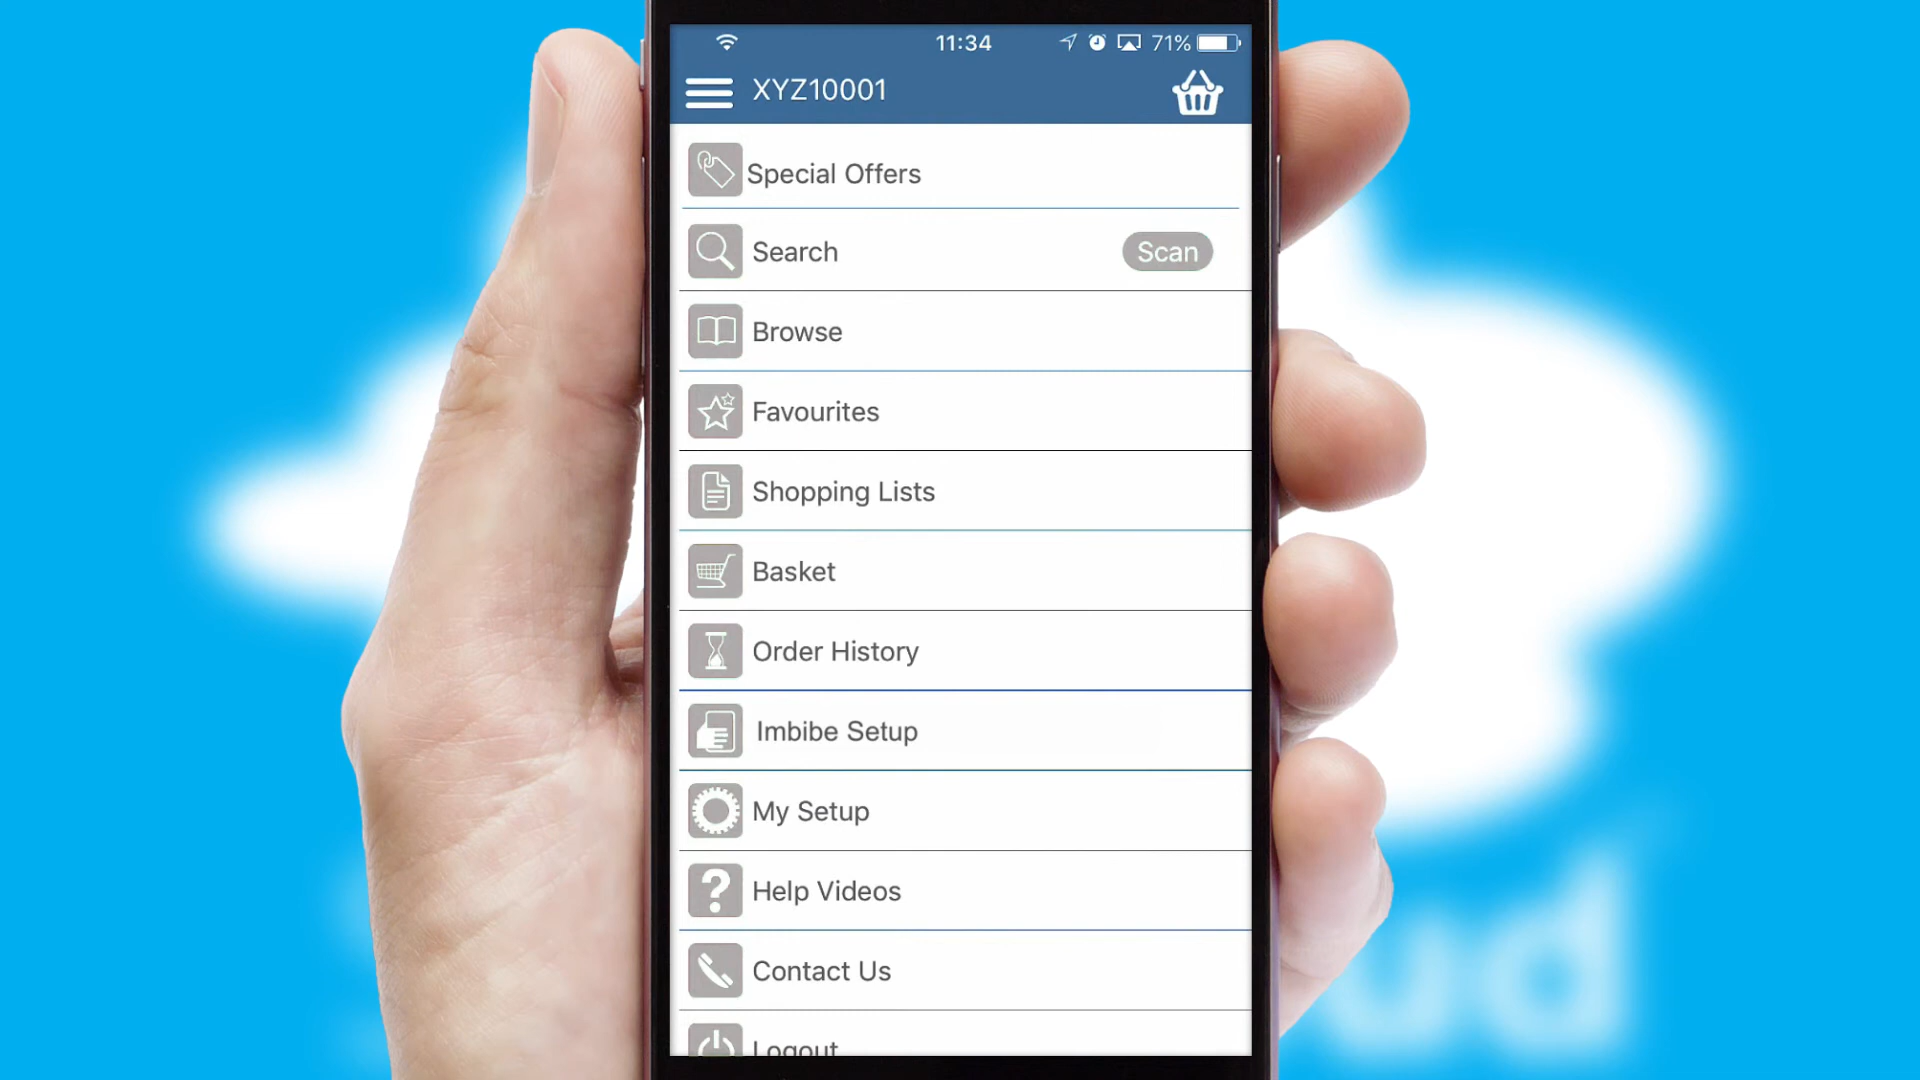 11:34
71%
XYZ10001
Special Offers
Search
Scan
Browse
Favourites
Shopping Lists
Basket
Order History
Imbibe Setup
My Setup
Help Videos
Contact Us
Logout
ud